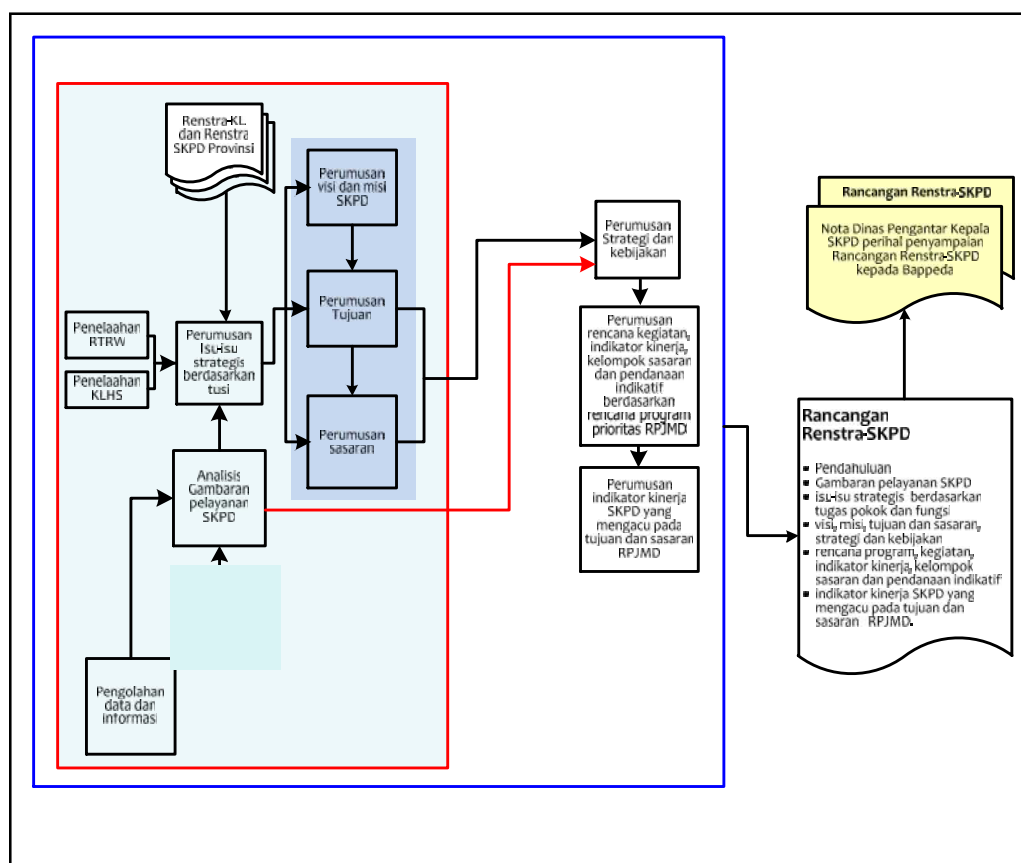 Renstra-KL
dan Renstra
SKPD Provinsi
Perumusan
visi dan misi
SKPD
Perumusan
Tujuan
Perumusan
sasaran
Penelaahan
RTRW
Penelaahan
KLHS
Perumusan
Isu-isu
strategis
berdasarkan
tusi
Analisis
Gambaran
pelayanan
SKPD
Pengolahan
data dan
informasi
Perumusan
Strategi dan
kebijakan
Perumusan
rencana kegiatan,
indikator kinerja,
kelompok sasaran
dan pendanaan
indikatif
berdasarkan
rencana program
prioritas RPJMD
Perumusan
indikator kinerja
SKPD yang
mengacu pada
tujuan dan
sasaran
RPJMD
Rancangan Renstra-SKPD
Nota Dinas Pengantar Kepala
SKPD perihal penyampaian
Rancangan Renstra-SKPD
kepada Bappeda
Rancangan
Renstra-SKPD
▪ Pendahuluan
▪ Gambaran pelayanan SKPD
▪ isu-isu strategis berdasarkan
tugas pokok dan fungsi
▪ visi, misi, tujuan dan sasaran,
strategi dan kebijakan
▪ rencana program, kegiatan,
indikator kinerja, kelompok
sasaran dan pendanaan indikatif
▪ indikator kinerja SKPD yang
mengacu pada tujuan dan
sasaran RPJMD.